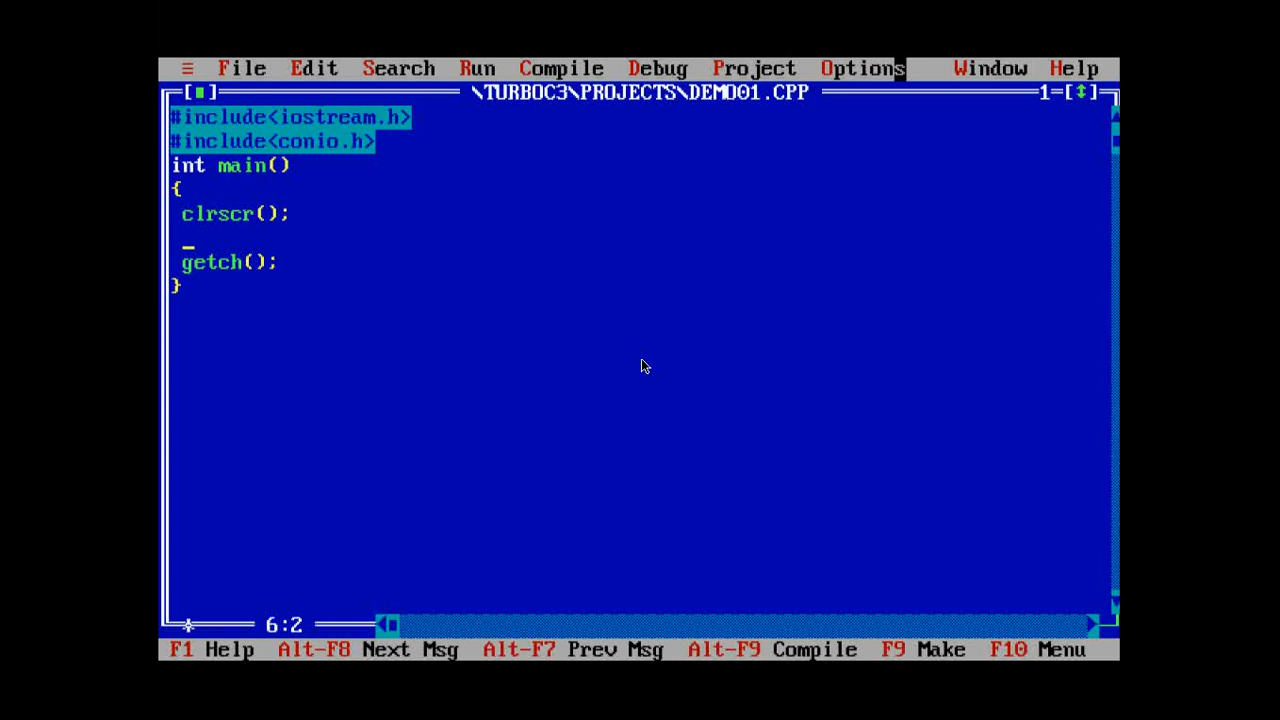 ≡ File Edit Search Run Compile Debug Project Options Window Help
[■] \TURBOC3\PROJECTS\DEMO01.CPP 1=[↕]
#include<iostream.h>
#include<conio.h>
int main()
{
clrscr();
_
getch();
}
6:2
F1 Help Alt-F8 Next Msg Alt-F7 Prev Msg Alt-F9 Compile F9 Make F10 Menu